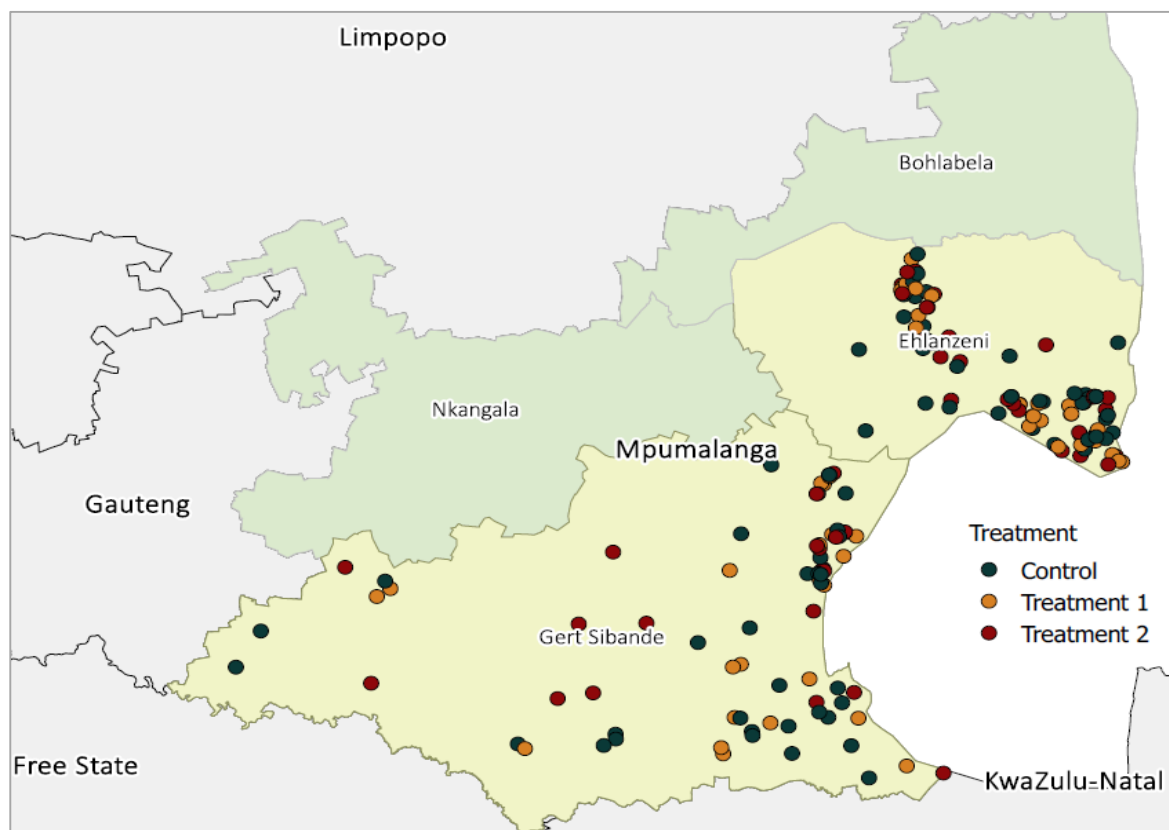 Limpopo
Bohlabela
Ehlanzeni
Nkangala
Mpumalanga
Gauteng
Treatment
Control
Treatment 1
Treatment 2
Gert Sibande
Free State
KwaZulu-Natal